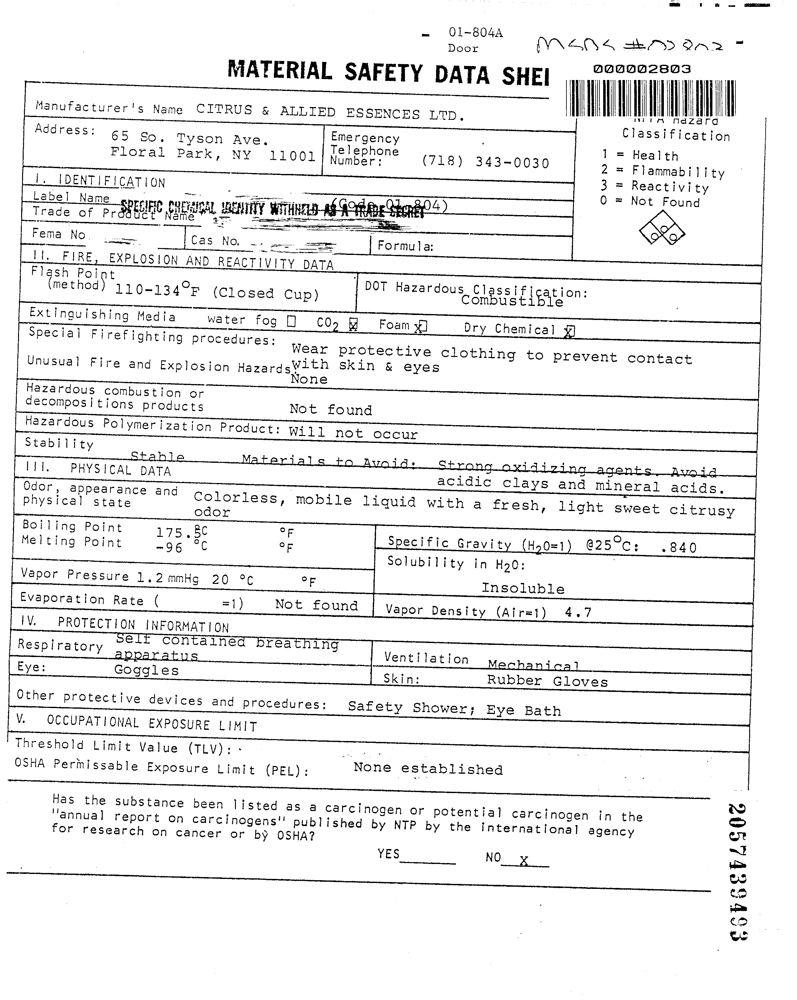 01-804A
Door
000002803
MATERIAL SAFETY DATA SHEI
Manufacturer's Name CITRUS & ALLIED ESSENCES LTD.
Hazard
Classification
1 = Health
2 = Flammability
3 = Reactivity
0 = Not Found
Address: 65 So. Tyson Ave.
Floral Park, NY 11001
Emergency
Telephone
Number: (718) 343-0030
I. IDENTIFICATION
Label Name (Code 01-804)
SPECIFIC CHEMICAL IDENTITY WITHHELD AS A TRADE SECRET
Trade of Product Name
Fema No
Cas No.
Formula:
II. FIRE, EXPLOSION AND REACTIVITY DATA
Flash Point
(method) 110-134°F (Closed Cup)
DOT Hazardous Classification:
Combustible
Extinguishing Media water fog CO2 X Foam X Dry Chemical X
Special Firefighting procedures:
Wear protective clothing to prevent contact
with skin & eyes
Unusual Fire and Explosion Hazards
None
Hazardous combustion or
decompositions products Not found
Hazardous Polymerization Product: Will not occur
Stability
Stable Materials to Avoid: Strong oxidizing agents. Avoid
acidic clays and mineral acids.
III. PHYSICAL DATA
Odor, appearance and
physical state Colorless, mobile liquid with a fresh, light sweet citrusy
odor
Boiling Point 175.5 °C °F
Melting Point -96 °C °F
Specific Gravity (H2O=1) @25°C: .840
Solubility in H2O:
Insoluble
Vapor Pressure 1.2 mmHg 20 °C °F
Evaporation Rate ( =1) Not found
Vapor Density (Air=1) 4.7
IV. PROTECTION INFORMATION
Respiratory Self contained breathing
apparatus
Ventilation Mechanical
Eye: Goggles
Skin: Rubber Gloves
Other protective devices and procedures: Safety Shower; Eye Bath
V. OCCUPATIONAL EXPOSURE LIMIT
Threshold Limit Value (TLV):
OSHA Permissable Exposure Limit (PEL): None established
Has the substance been listed as a carcinogen or potential carcinogen in the
"annual report on carcinogens" published by NTP by the international agency
for research on cancer or by OSHA?
YES NO X
2057439493